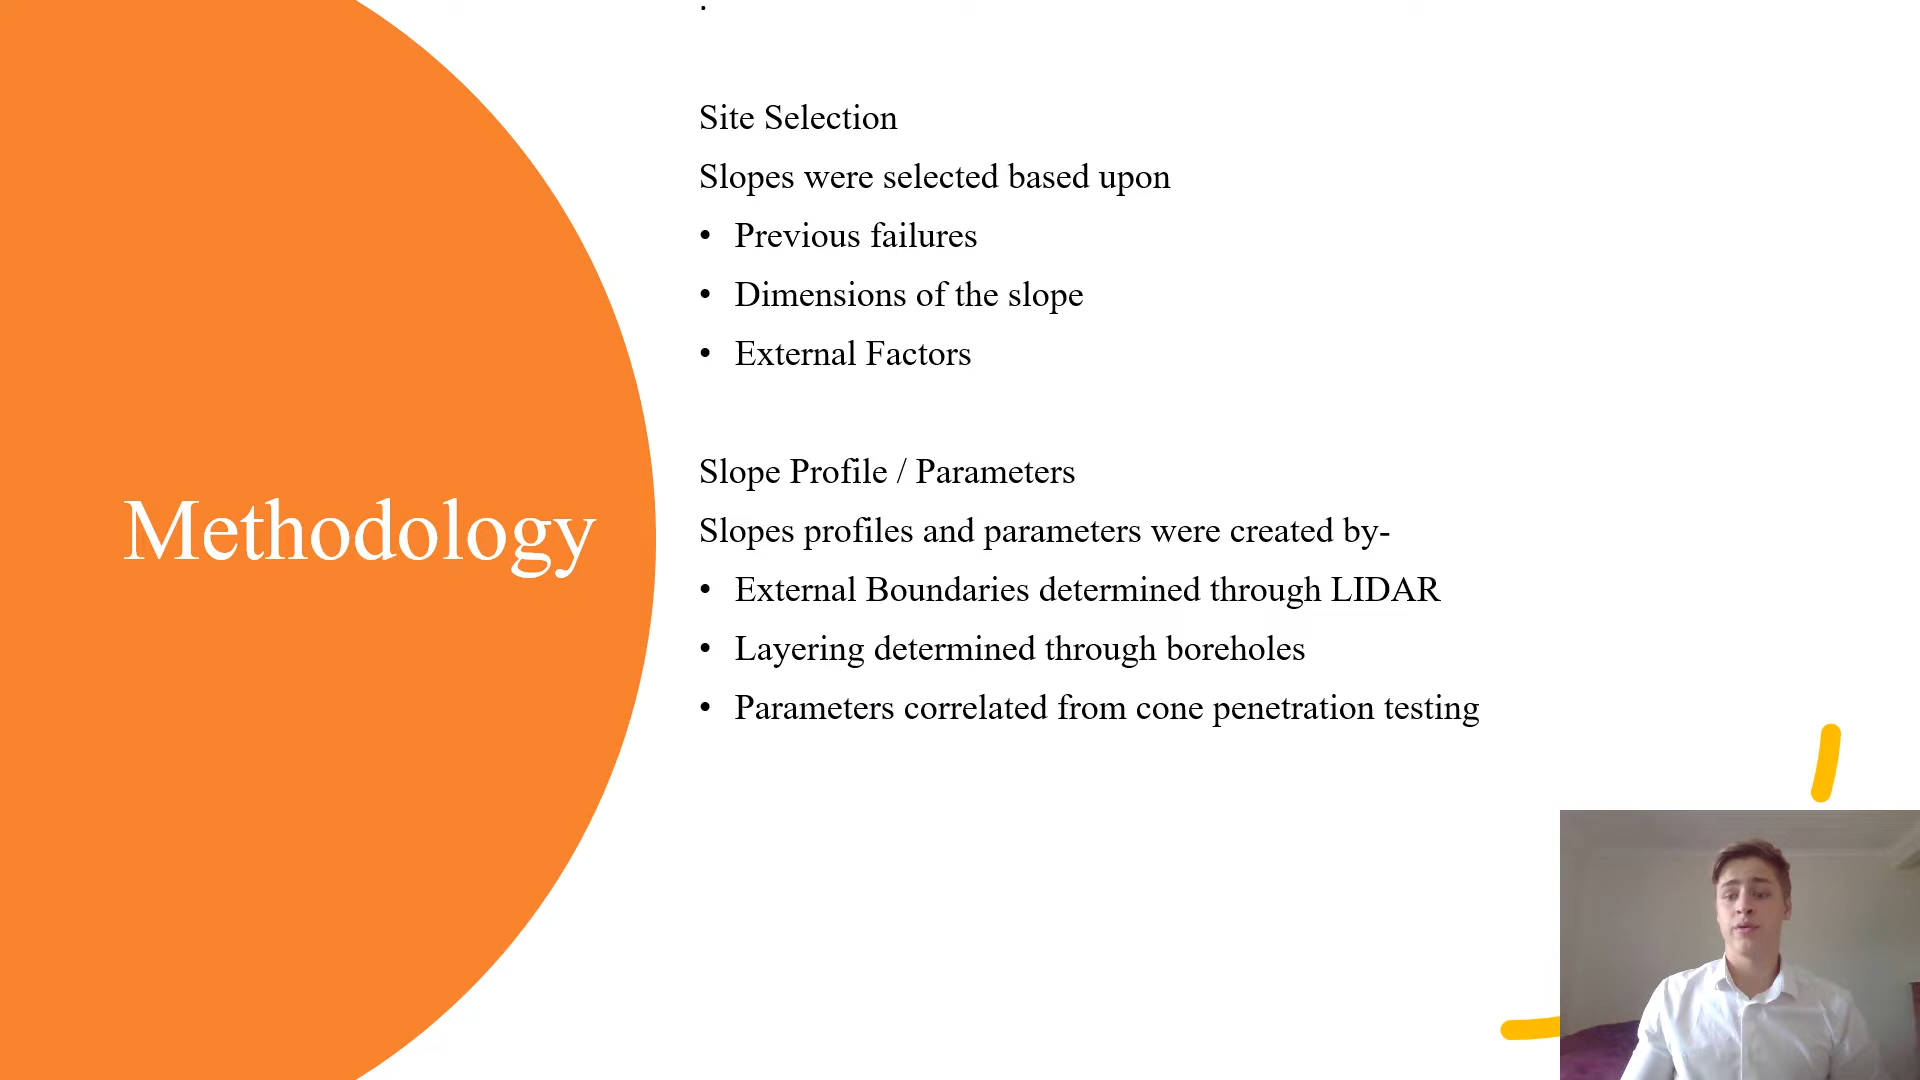 Methodology
.
Site Selection
Slopes were selected based upon
• Previous failures
• Dimensions of the slope
• External Factors
Slope Profile / Parameters
Slopes profiles and parameters were created by-
• External Boundaries determined through LIDAR
• Layering determined through boreholes
• Parameters correlated from cone penetration testing